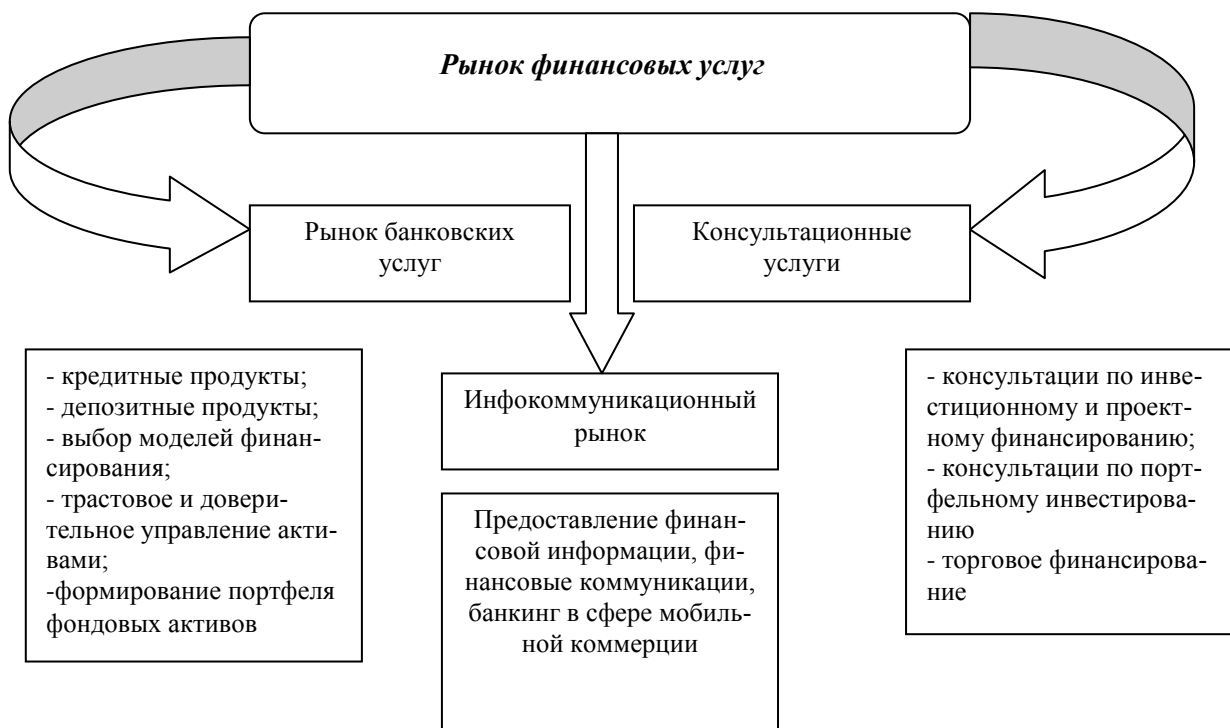 Рынок финансовых услуг
Рынок банковских
услуг
Консультационные
услуги
- кредитные продукты;
- депозитные продукты;
- выбор моделей финан-
сирования;
- трастовое и довери-
тельное управление акти-
вами;
-формирование портфеля
фондовых активов
Инфокоммуникационный
рынок
Предоставление финан-
совой информации, фи-
нансовые коммуникации,
банкинг в сфере мобиль-
ной коммерции
- консультации по инве-
стиционному и проект-
ному финансированию;
- консультации по порт-
фельному инвестирова-
нию
- торговое финансирова-
ние